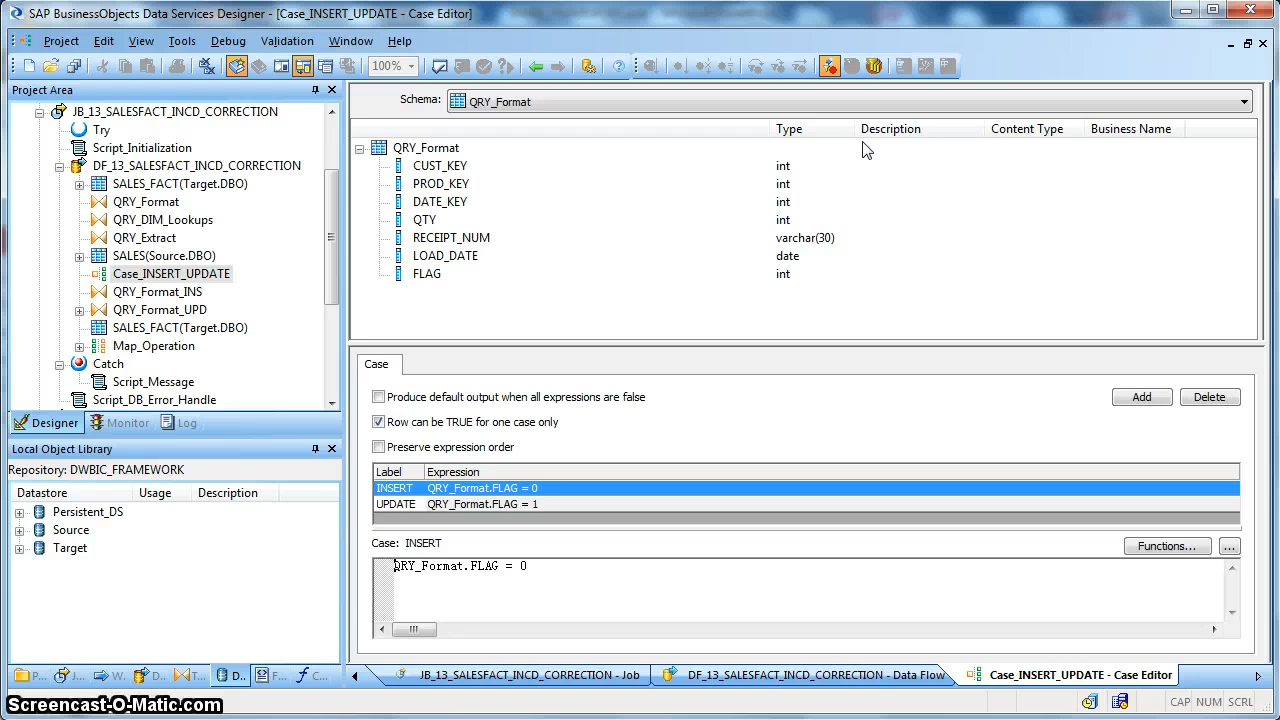 SAP BusinessObjects Data Services Designer - [Case_INSERT_UPDATE - Case Editor]
Project Edit View Tools Debug Validation Window Help
100%
Project Area
JB_13_SALESFACT_INCD_CORRECTION
Try
Script_Initialization
DF_13_SALESFACT_INCD_CORRECTION
SALES_FACT(Target.DBO)
QRY_Format
QRY_DIM_Lookups
QRY_Extract
SALES(Source.DBO)
Case_INSERT_UPDATE
QRY_Format_INS
QRY_Format_UPD
SALES_FACT(Target.DBO)
Map_Operation
Catch
Script_Message
Script_DB_Error_Handle
Designer Monitor Log
Local Object Library
Repository: DWBIC_FRAMEWORK
Datastore Usage Description
Persistent_DS
Source
Target
P... J... W... D... T... D.. F... C...
Schema: QRY_Format
Type Description Content Type Business Name
QRY_Format
CUST_KEY int
PROD_KEY int
DATE_KEY int
QTY int
RECEIPT_NUM varchar(30)
LOAD_DATE date
FLAG int
Case
Produce default output when all expressions are false
Add Delete
Row can be TRUE for one case only
Preserve expression order
Label Expression
INSERT QRY_Format.FLAG = 0
UPDATE QRY_Format.FLAG = 1
Case: INSERT
Functions... ...
QRY_Format.FLAG = 0
JB_13_SALESFACT_INCD_CORRECTION - Job DF_13_SALESFACT_INCD_CORRECTION - Data Flow Case_INSERT_UPDATE - Case Editor
CAP NUM SCRL
Screencast-O-Matic.com